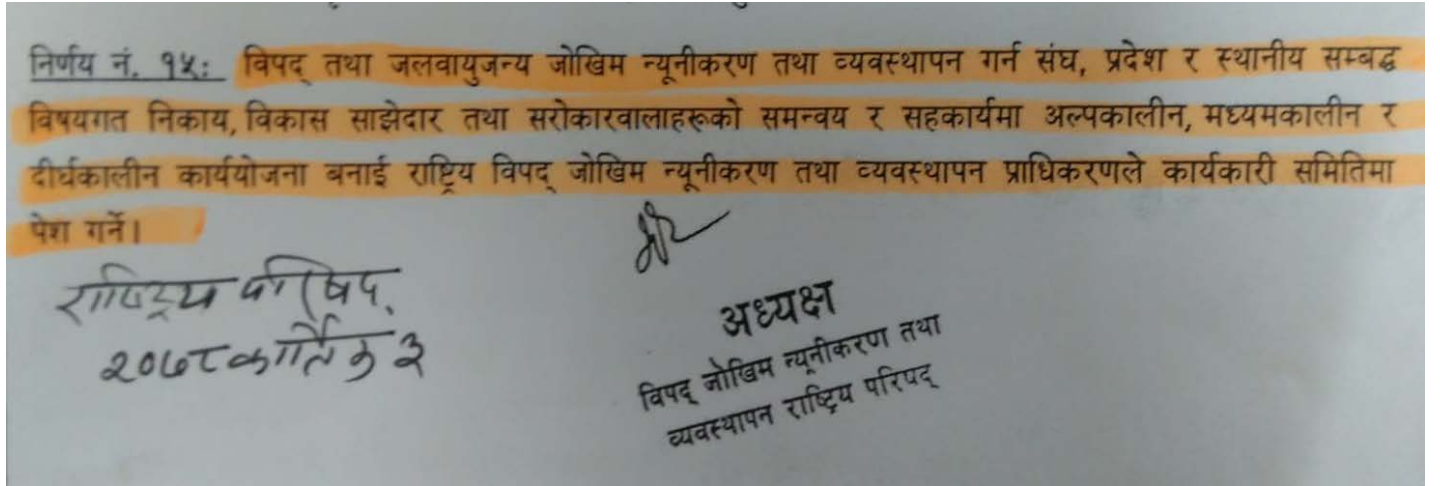 निर्णय नं. १५: विपद् तथा जलवायुजन्य जोखिम न्यूनीकरण तथा व्यवस्थापन गर्न संघ, प्रदेश र स्थानीय सम्बद्ध
विषयगत निकाय, विकास साझेदार तथा सरोकारवालाहरूको समन्वय र सहकार्यमा अल्पकालीन, मध्यमकालीन र
दीर्घकालीन कार्ययोजना बनाई राष्ट्रिय विपद् जोखिम न्यूनीकरण तथा व्यवस्थापन प्राधिकरणले कार्यकारी समितिमा
पेश गर्ने।
राष्ट्रिय परिषद्
२०७८ कार्तिक ३
अध्यक्ष
विपद् जोखिम न्यूनीकरण तथा
व्यवस्थापन राष्ट्रिय परिषद्